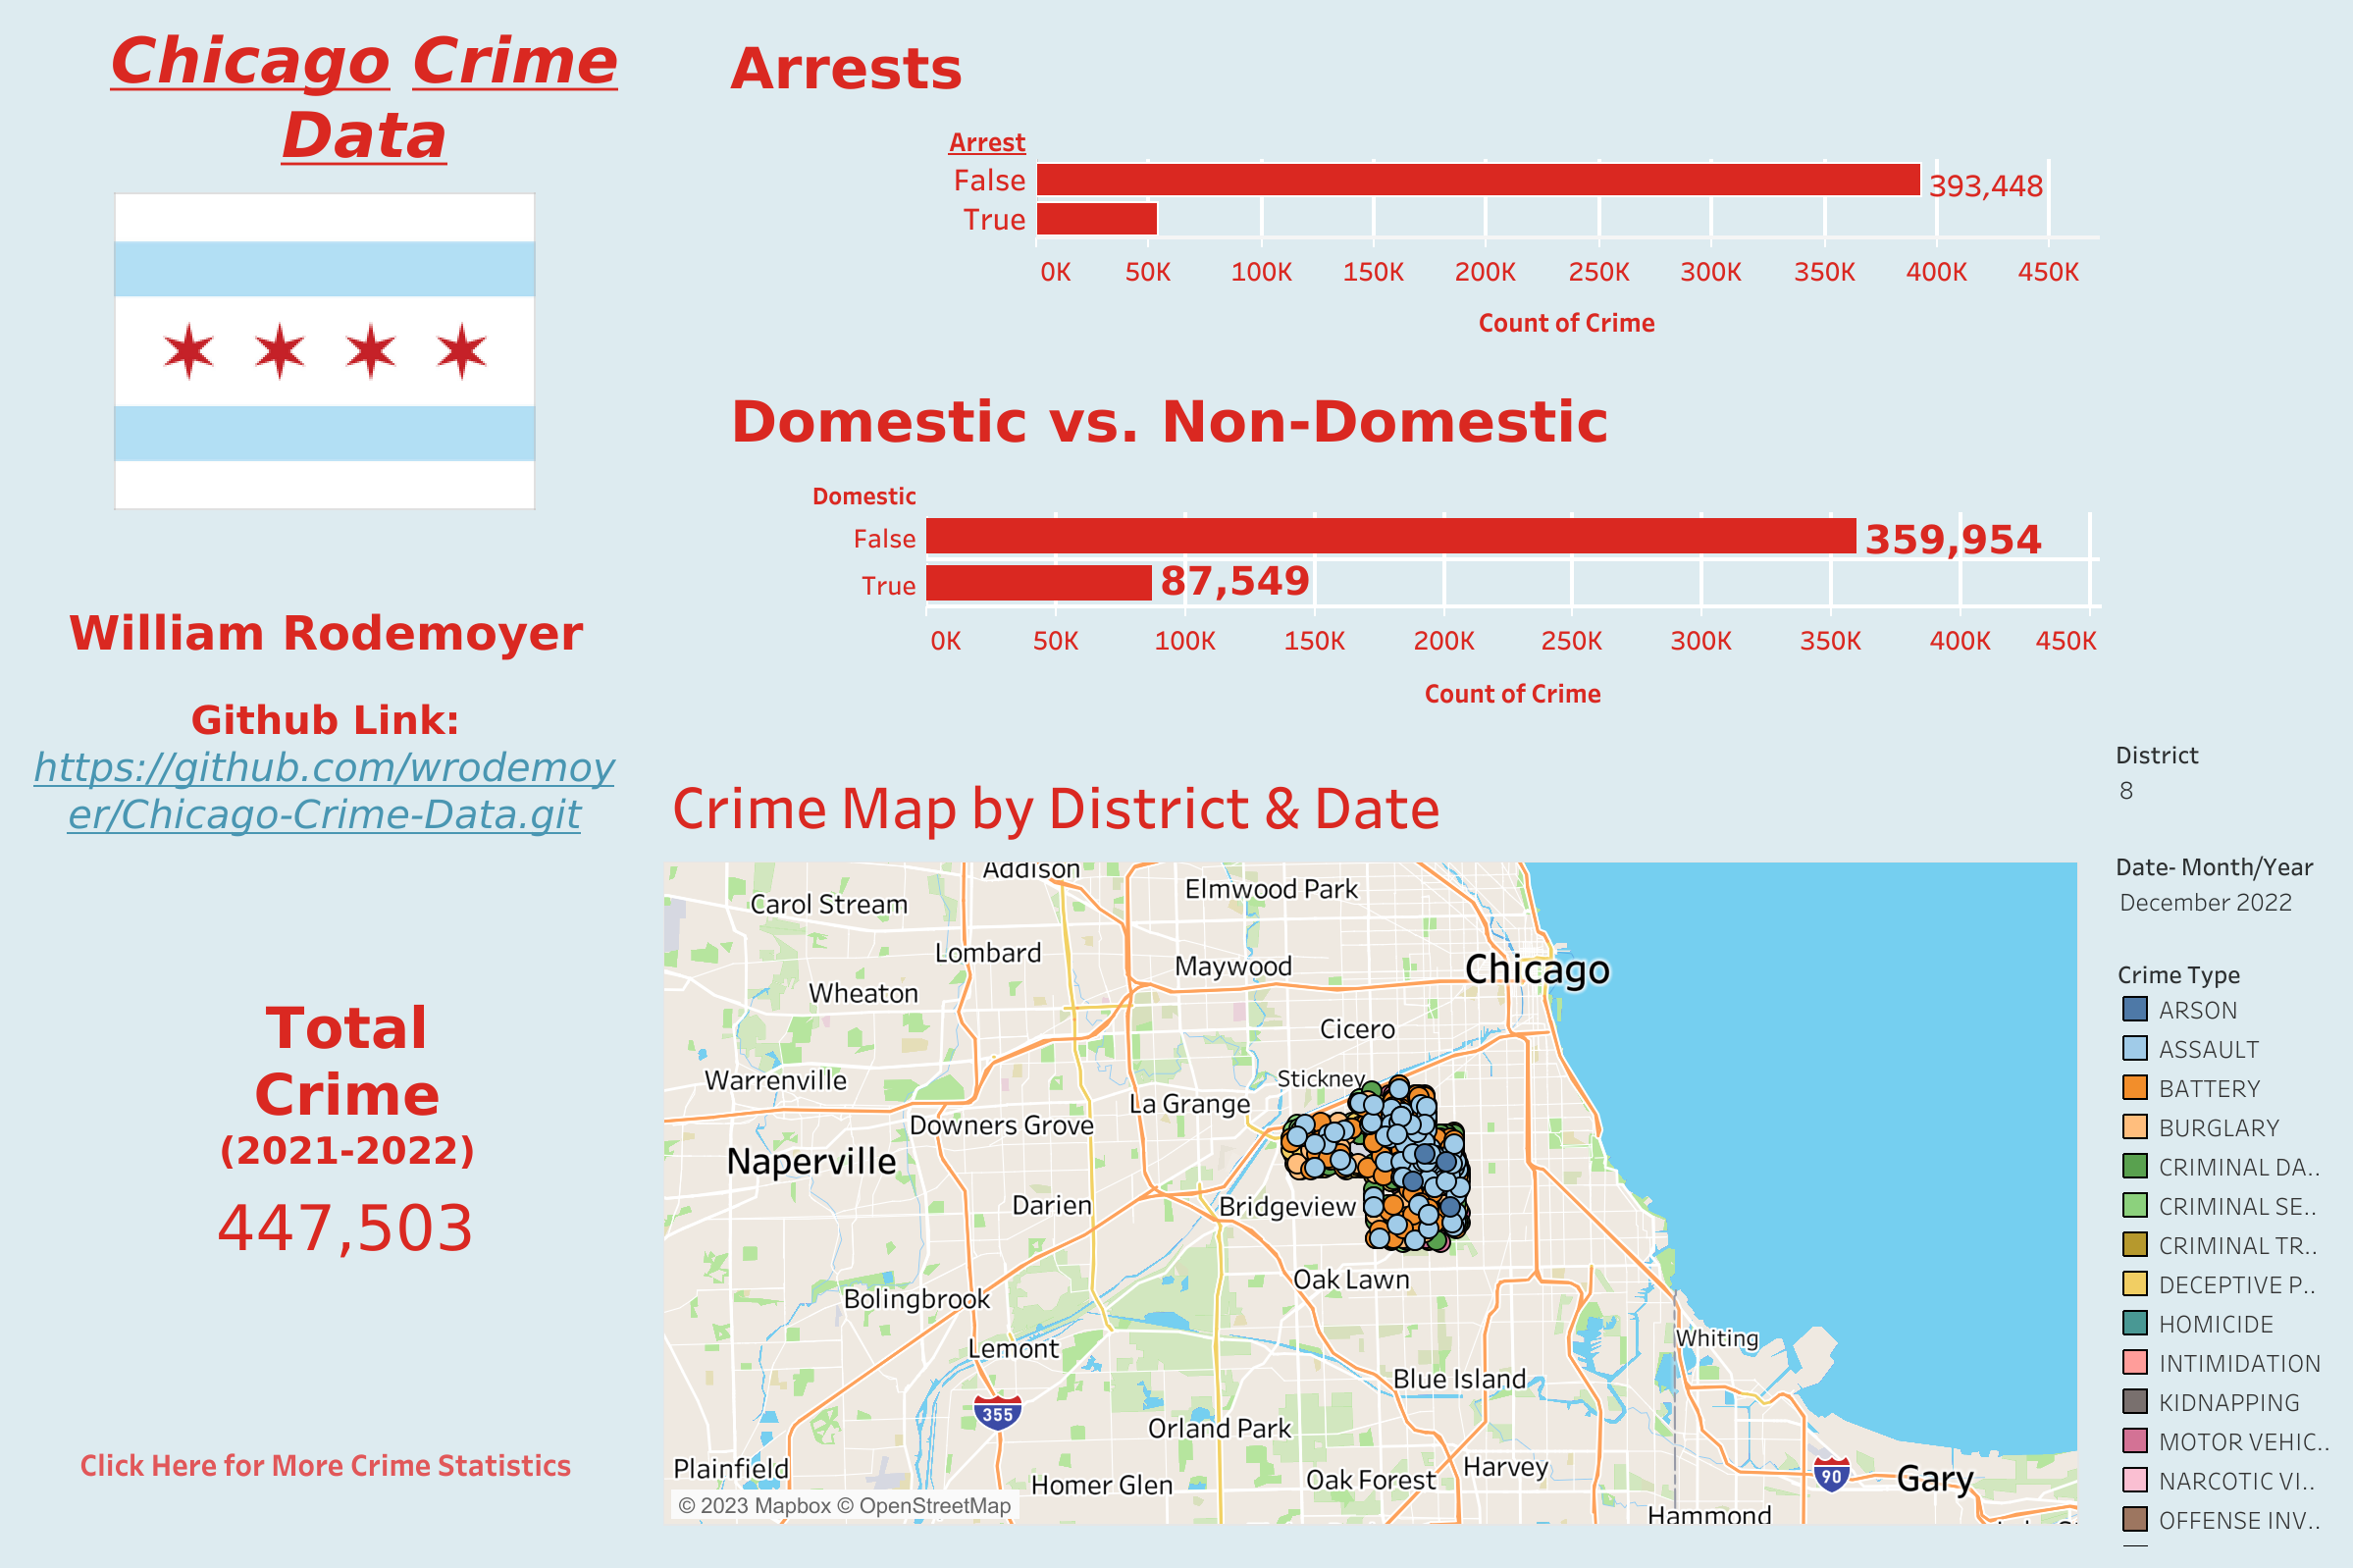 Chicago Crime
Data
William Rodemoyer
Github Link:
https://github.com/wrodemoy
er/Chicago-Crime-Data.git
Total
Crime
(2021-2022)
447,503
Click Here for More Crime Statistics
Arrests
Arrest
False
393,448
True
0K 50K 100K 150K 200K 250K 300K 350K 400K 450K
Count of Crime
Domestic vs. Non-Domestic
Domestic
False
359,954
True
87,549
0K 50K 100K 150K 200K 250K 300K 350K 400K 450K
Count of Crime
Crime Map by District & Date
Addison
Elmwood Park
Carol Stream
Lombard
Maywood
Chicago
Wheaton
Cicero
Stickney
Warrenville
La Grange
Downers Grove
Naperville
Darien
Bridgeview
Oak Lawn
Bolingbrook
Whiting
Lemont
Blue Island
355
Orland Park
Plainfield
Harvey
Oak Forest
90
Gary
Homer Glen
Hammond
© 2023 Mapbox © OpenStreetMap
District
8
Date- Month/Year
December 2022
Crime Type
ARSON
ASSAULT
BATTERY
BURGLARY
CRIMINAL DA..
CRIMINAL SE..
CRIMINAL TR..
DECEPTIVE P..
HOMICIDE
INTIMIDATION
KIDNAPPING
MOTOR VEHIC..
NARCOTIC VI..
OFFENSE INV..